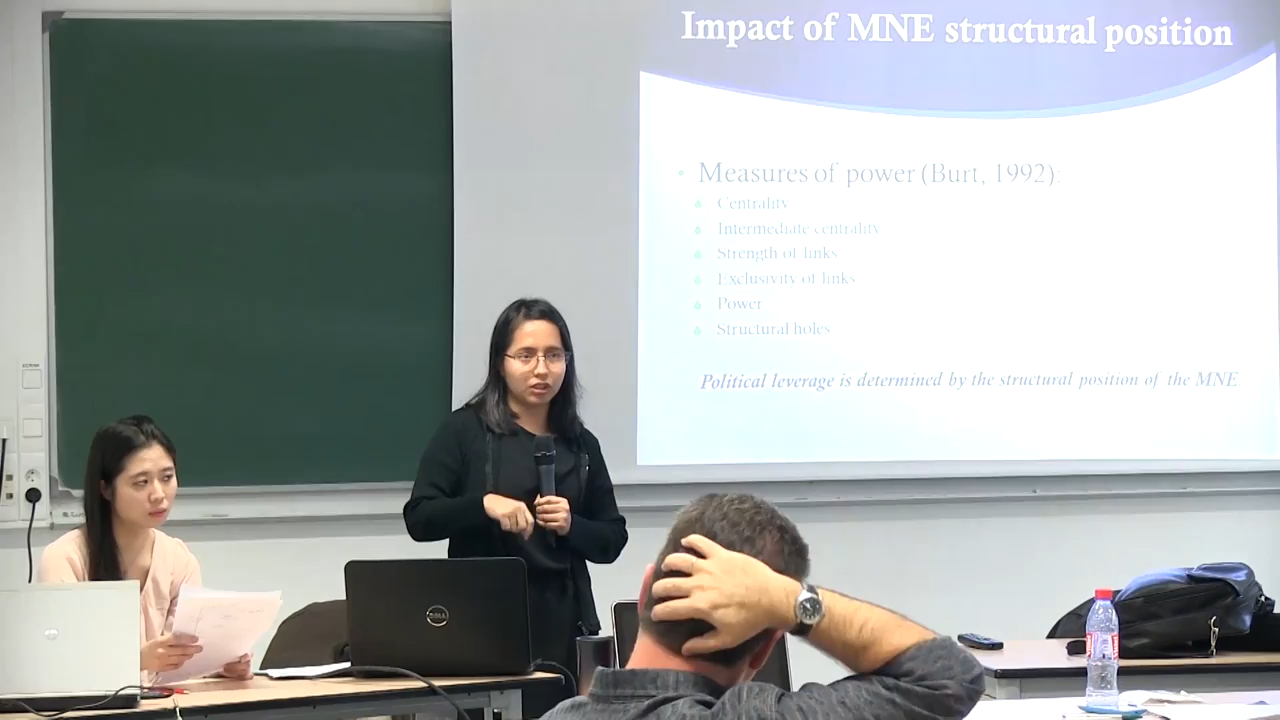 Impact of MNE structural position
Measures of power (Burt, 1992):
Centrality
Intermediate centrality
Strength of links
Exclusivity of links
Power
Structural holes
Political leverage is determined by the structural position of the MNE.
DELL